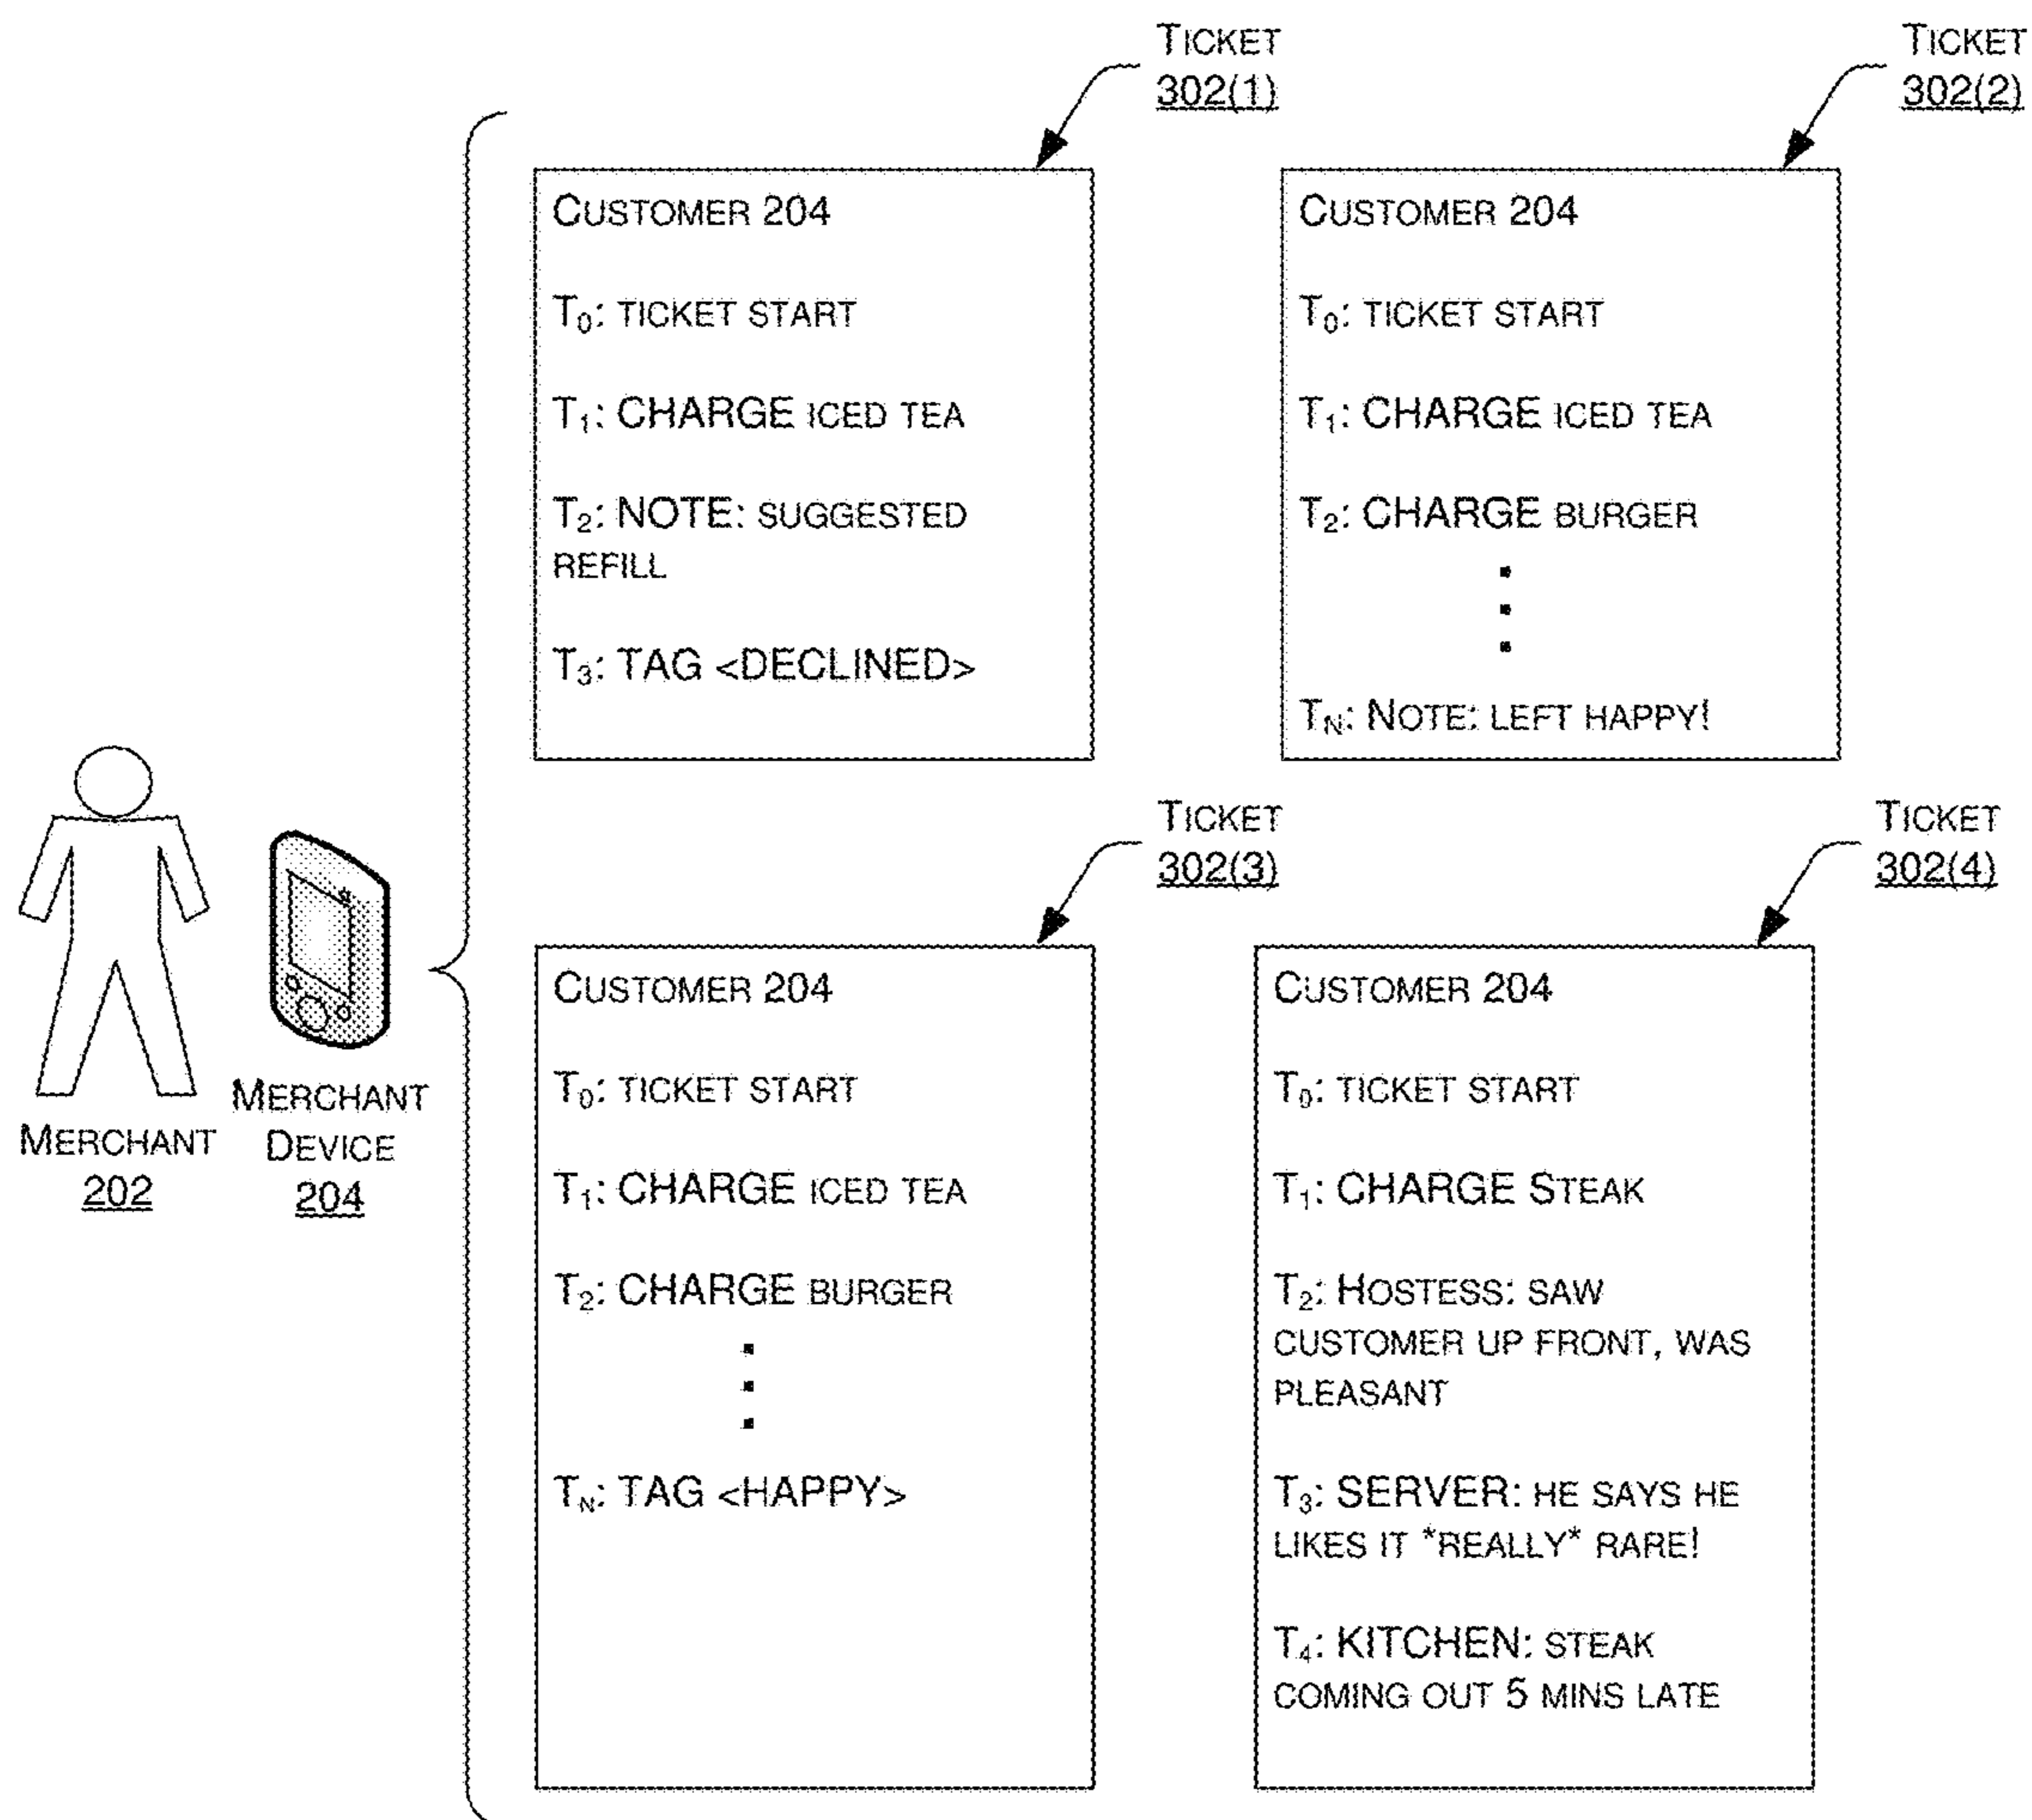 TICKET
302(1)
CUSTOMER 204
T₀: TICKET START
T₁: CHARGE ICED TEA
T₂: NOTE: SUGGESTED
REFILL
T₃: TAG <DECLINED>
TICKET
302(2)
CUSTOMER 204
T₀: TICKET START
T₁: CHARGE ICED TEA
T₂: CHARGE BURGER
T_N: NOTE: LEFT HAPPY!
MERCHANT
202
MERCHANT
DEVICE
204
TICKET
302(3)
CUSTOMER 204
T₀: TICKET START
T₁: CHARGE ICED TEA
T₂: CHARGE BURGER
T_N: TAG <HAPPY>
TICKET
302(4)
CUSTOMER 204
T₀: TICKET START
T₁: CHARGE STEAK
T₂: HOSTESS: SAW
CUSTOMER UP FRONT, WAS
PLEASANT
T₃: SERVER: HE SAYS HE
LIKES IT *REALLY* RARE!
T₄: KITCHEN: STEAK
COMING OUT 5 MINS LATE